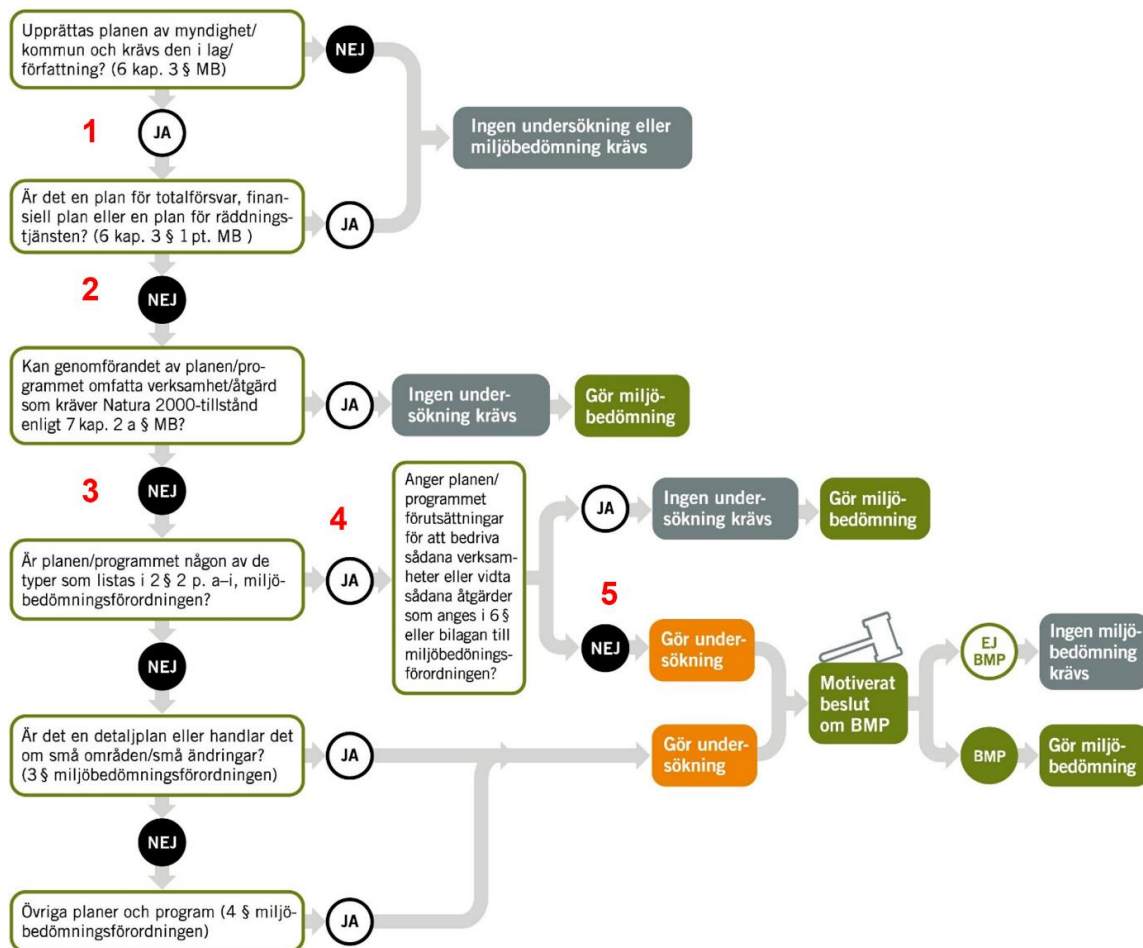 Upprättas planen av myndighet/
kommun och krävs den i lag/
författning? (6 kap. 3 § MB)
NEJ
1
JA
Ingen undersökning eller
miljöbedömning krävs
Är det en plan för totalförsvar, finan-
siell plan eller en plan för räddnings-
tjänsten? (6 kap. 3 § 1 pt. MB )
JA
2
NEJ
Kan genomförandet av planen/pro-
grammet omfatta verksamhet/åtgärd
som kräver Natura 2000-tillstånd
enligt 7 kap. 2 a § MB?
JA
Ingen under-
sökning krävs
Gör miljö-
bedömning
3
NEJ
Är planen/programmet någon av de
typer som listas i 2 § 2 p. a–i, miljö-
bedömningsförordningen?
4
JA
Anger planen/
programmet
förutsättningar
för att bedriva
sådana verksam-
heter eller vidta
sådana åtgärder
som anges i 6 §
eller bilagan till
miljöbedönings-
förordningen?
JA
Ingen under-
sökning krävs
Gör miljö-
bedömning
5
NEJ
Gör under-
sökning
Motiverat
beslut
om BMP
EJ
BMP
Ingen miljö-
bedömning
krävs
BMP
Gör miljö-
bedömning
NEJ
Är det en detaljplan eller handlar det
om små områden/små ändringar?
(3 § miljöbedömningsförordningen)
JA
Gör under-
sökning
NEJ
Övriga planer och program (4 § miljö-
bedömningsförordningen)
JA